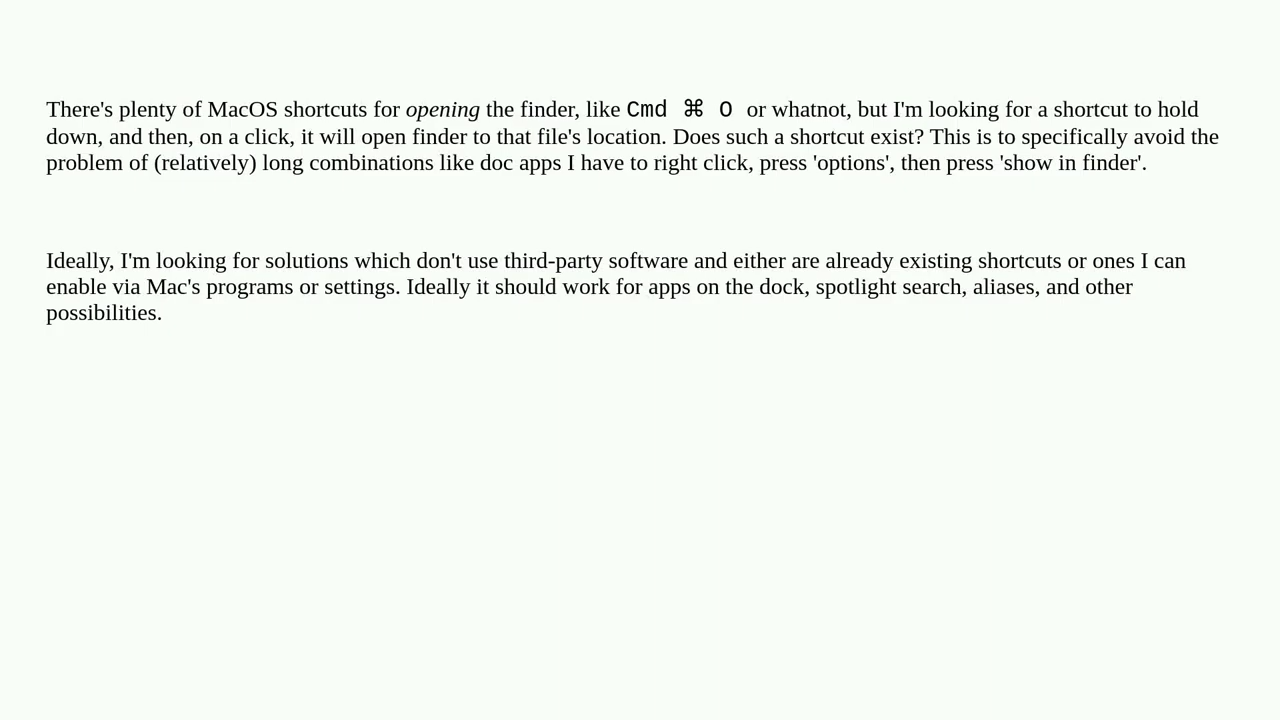 There's plenty of MacOS shortcuts for opening the finder, like Cmd ⌘ O or whatnot, but I'm looking for a shortcut to hold
down, and then, on a click, it will open finder to that file's location. Does such a shortcut exist? This is to specifically avoid the
problem of (relatively) long combinations like doc apps I have to right click, press 'options', then press 'show in finder'.
Ideally, I'm looking for solutions which don't use third-party software and either are already existing shortcuts or ones I can
enable via Mac's programs or settings. Ideally it should work for apps on the dock, spotlight search, aliases, and other
possibilities.